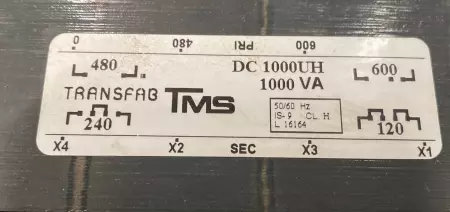 0 480 PRI 600
480 DC 1000UH 600
1000 VA
TRANSFAB TMS
50/60 Hz
IS-9 CL. H
L 16164
240 120
X4 X2 SEC X3 X1